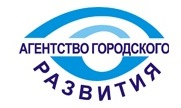 АГЕНТСТВО ГОРОДСКОГО
РАЗВИТИЯ